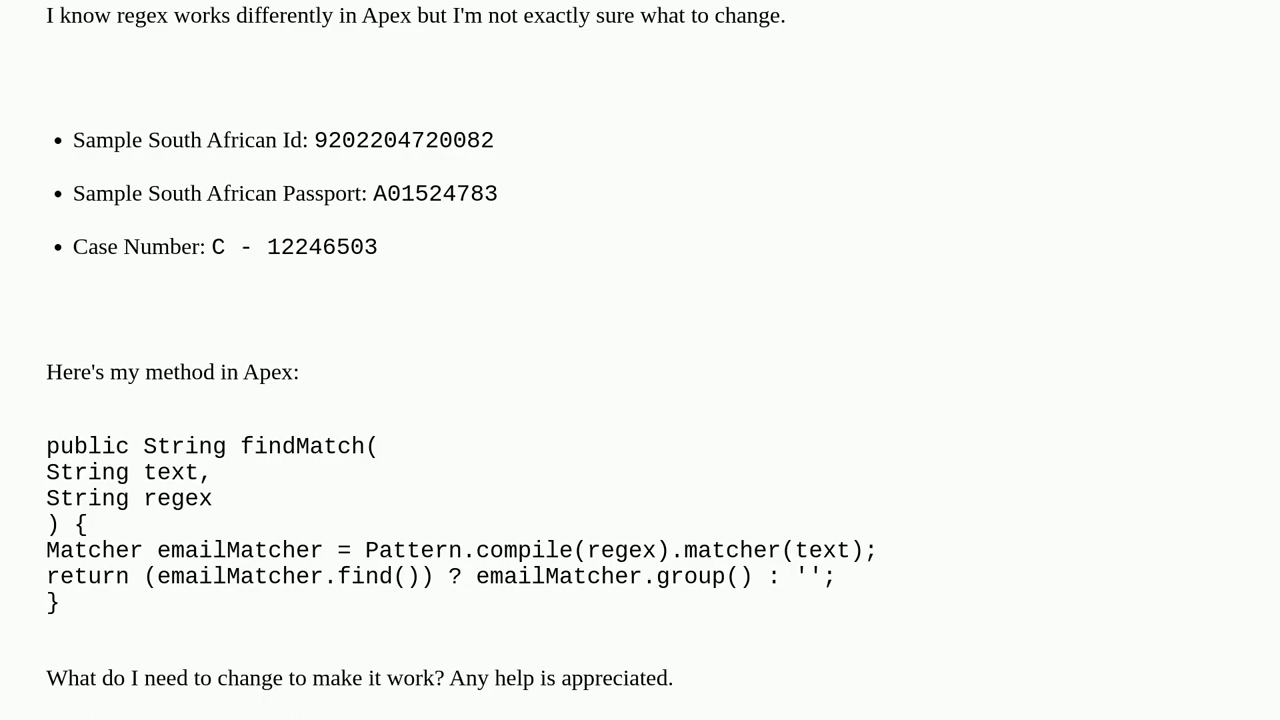 I know regex works differently in Apex but I'm not exactly sure what to change.
• Sample South African Id: 9202204720082
• Sample South African Passport: A01524783
• Case Number: C - 12246503
Here's my method in Apex:
public String findMatch(
String text,
String regex
) {
Matcher emailMatcher = Pattern.compile(regex).matcher(text);
return (emailMatcher.find()) ? emailMatcher.group() : '';
}
What do I need to change to make it work? Any help is appreciated.